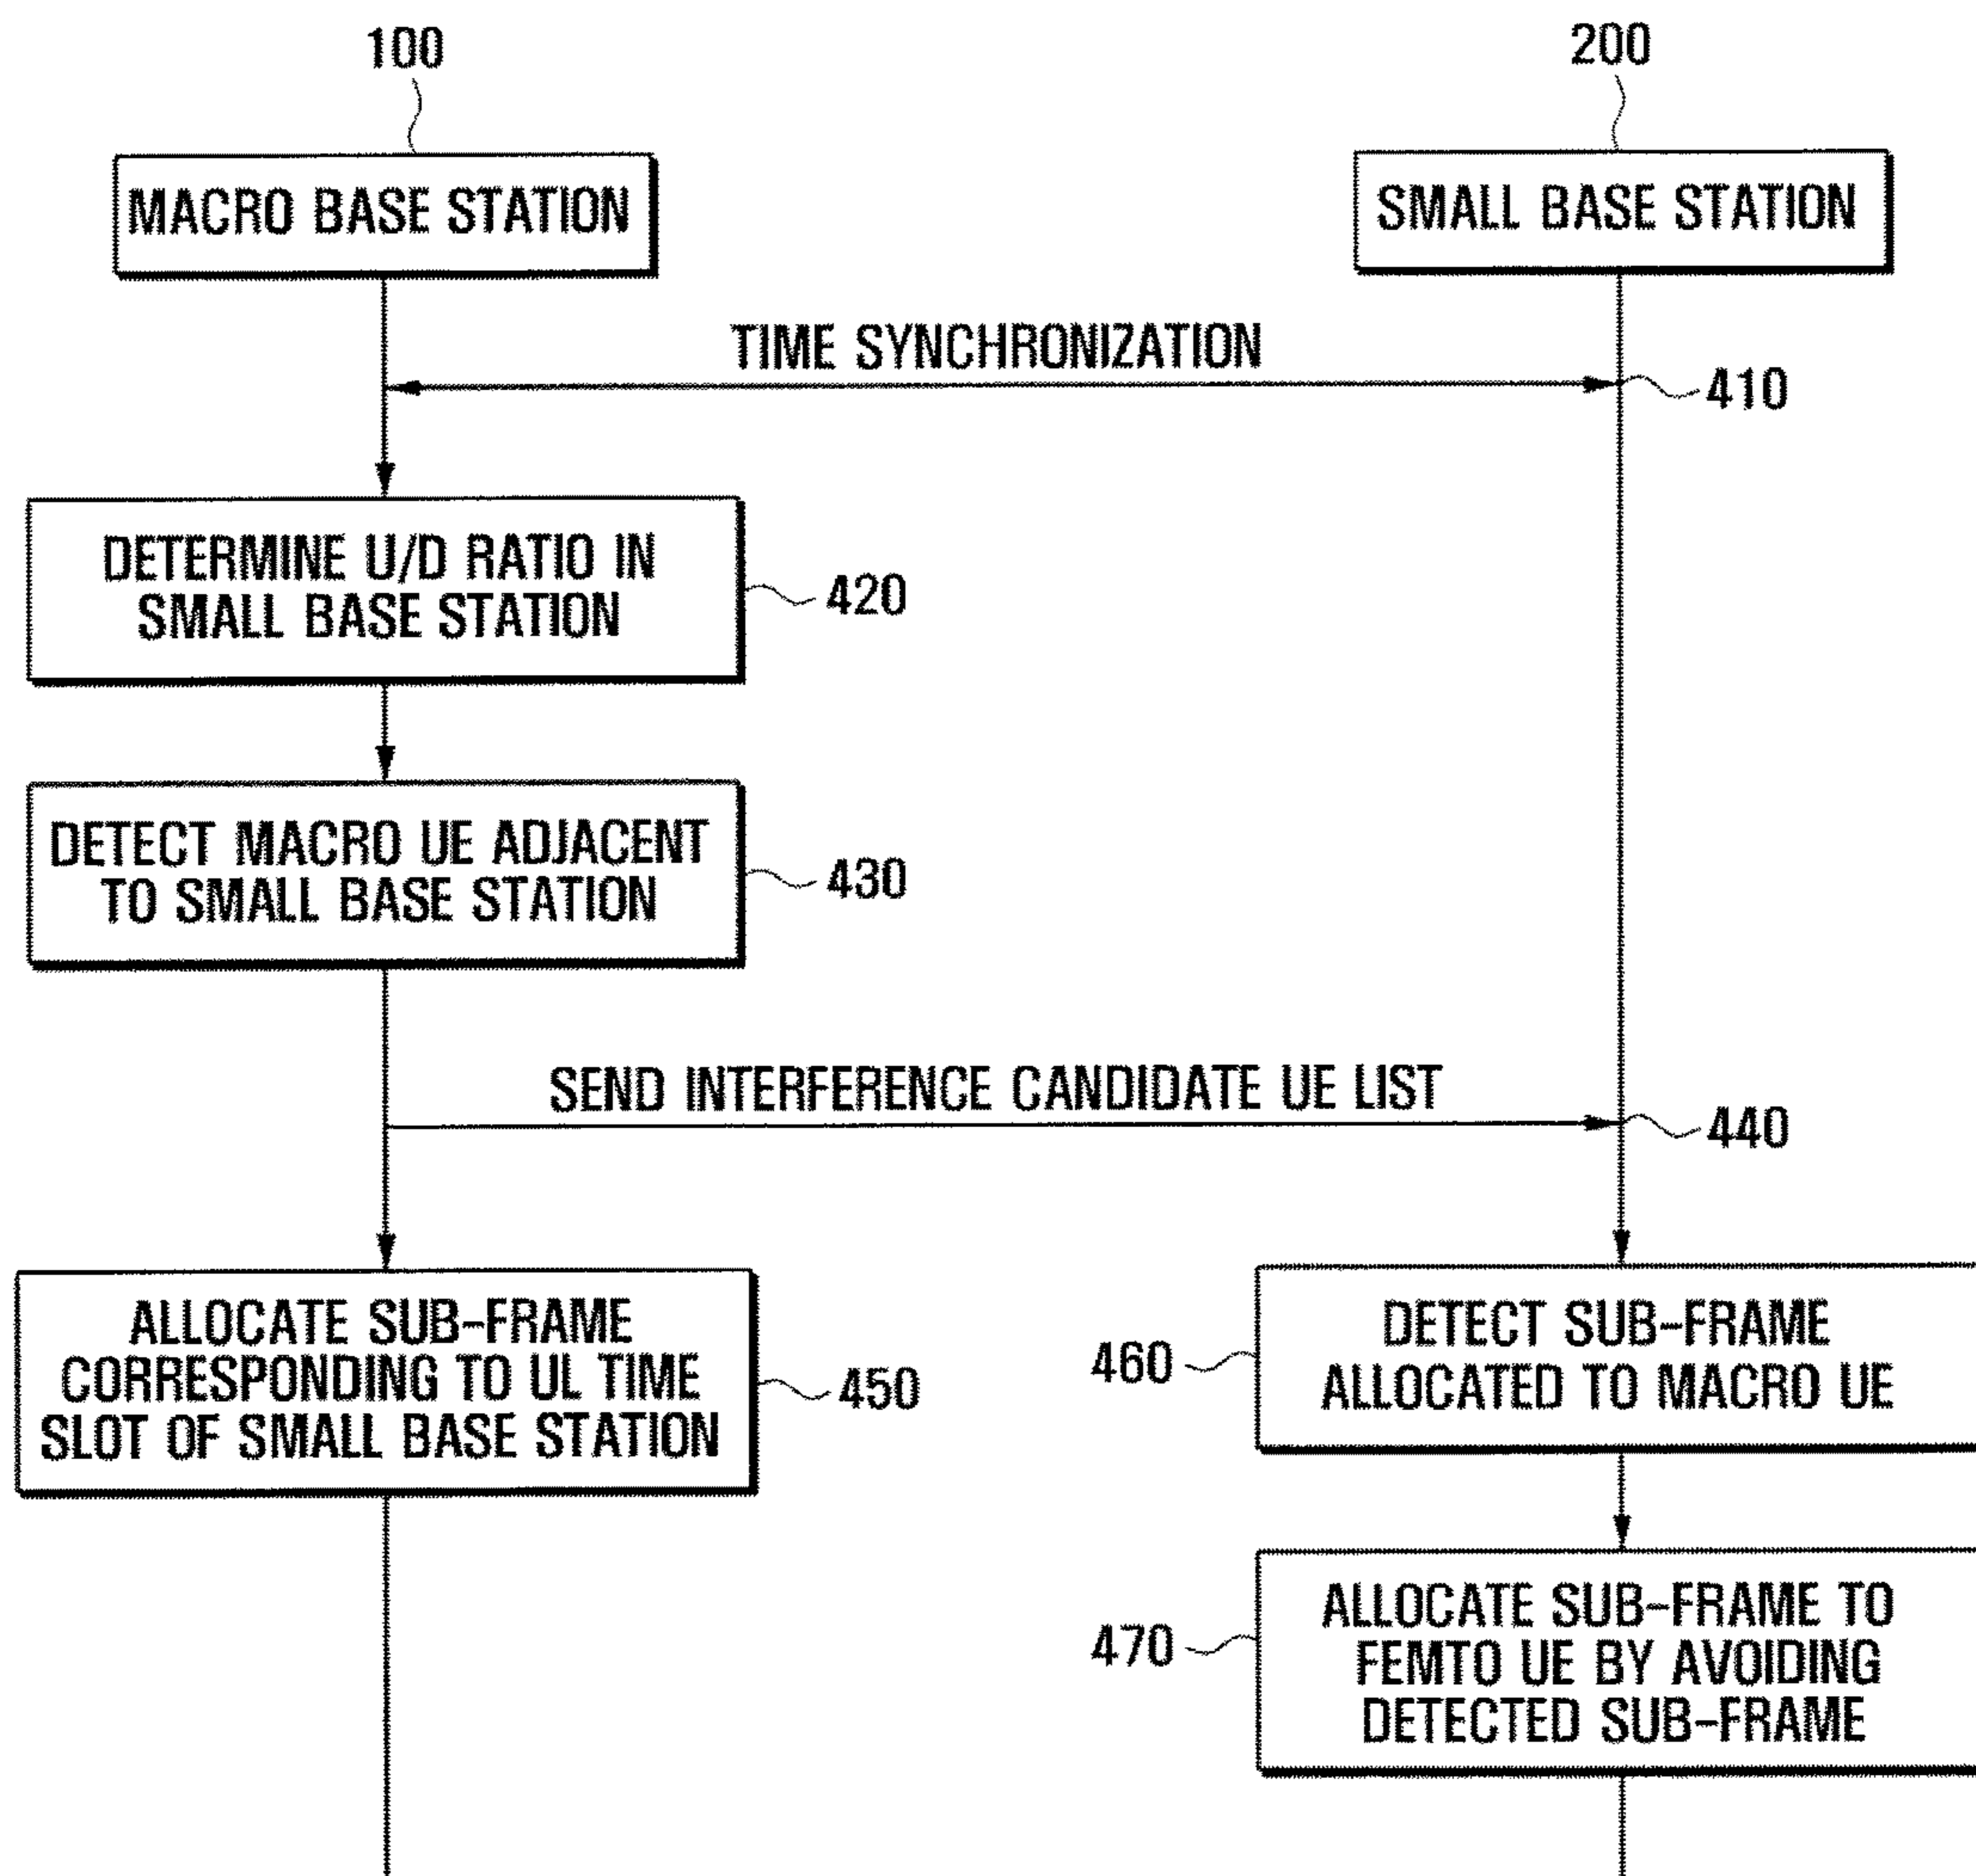 100
200
MACRO BASE STATION
SMALL BASE STATION
TIME SYNCHRONIZATION
410
DETERMINE U/D RATIO IN
SMALL BASE STATION
420
DETECT MACRO UE ADJACENT
TO SMALL BASE STATION
430
SEND INTERFERENCE CANDIDATE UE LIST
440
ALLOCATE SUB-FRAME
CORRESPONDING TO UL TIME
SLOT OF SMALL BASE STATION
450
460
DETECT SUB-FRAME
ALLOCATED TO MACRO UE
470
ALLOCATE SUB-FRAME TO
FEMTO UE BY AVOIDING
DETECTED SUB-FRAME